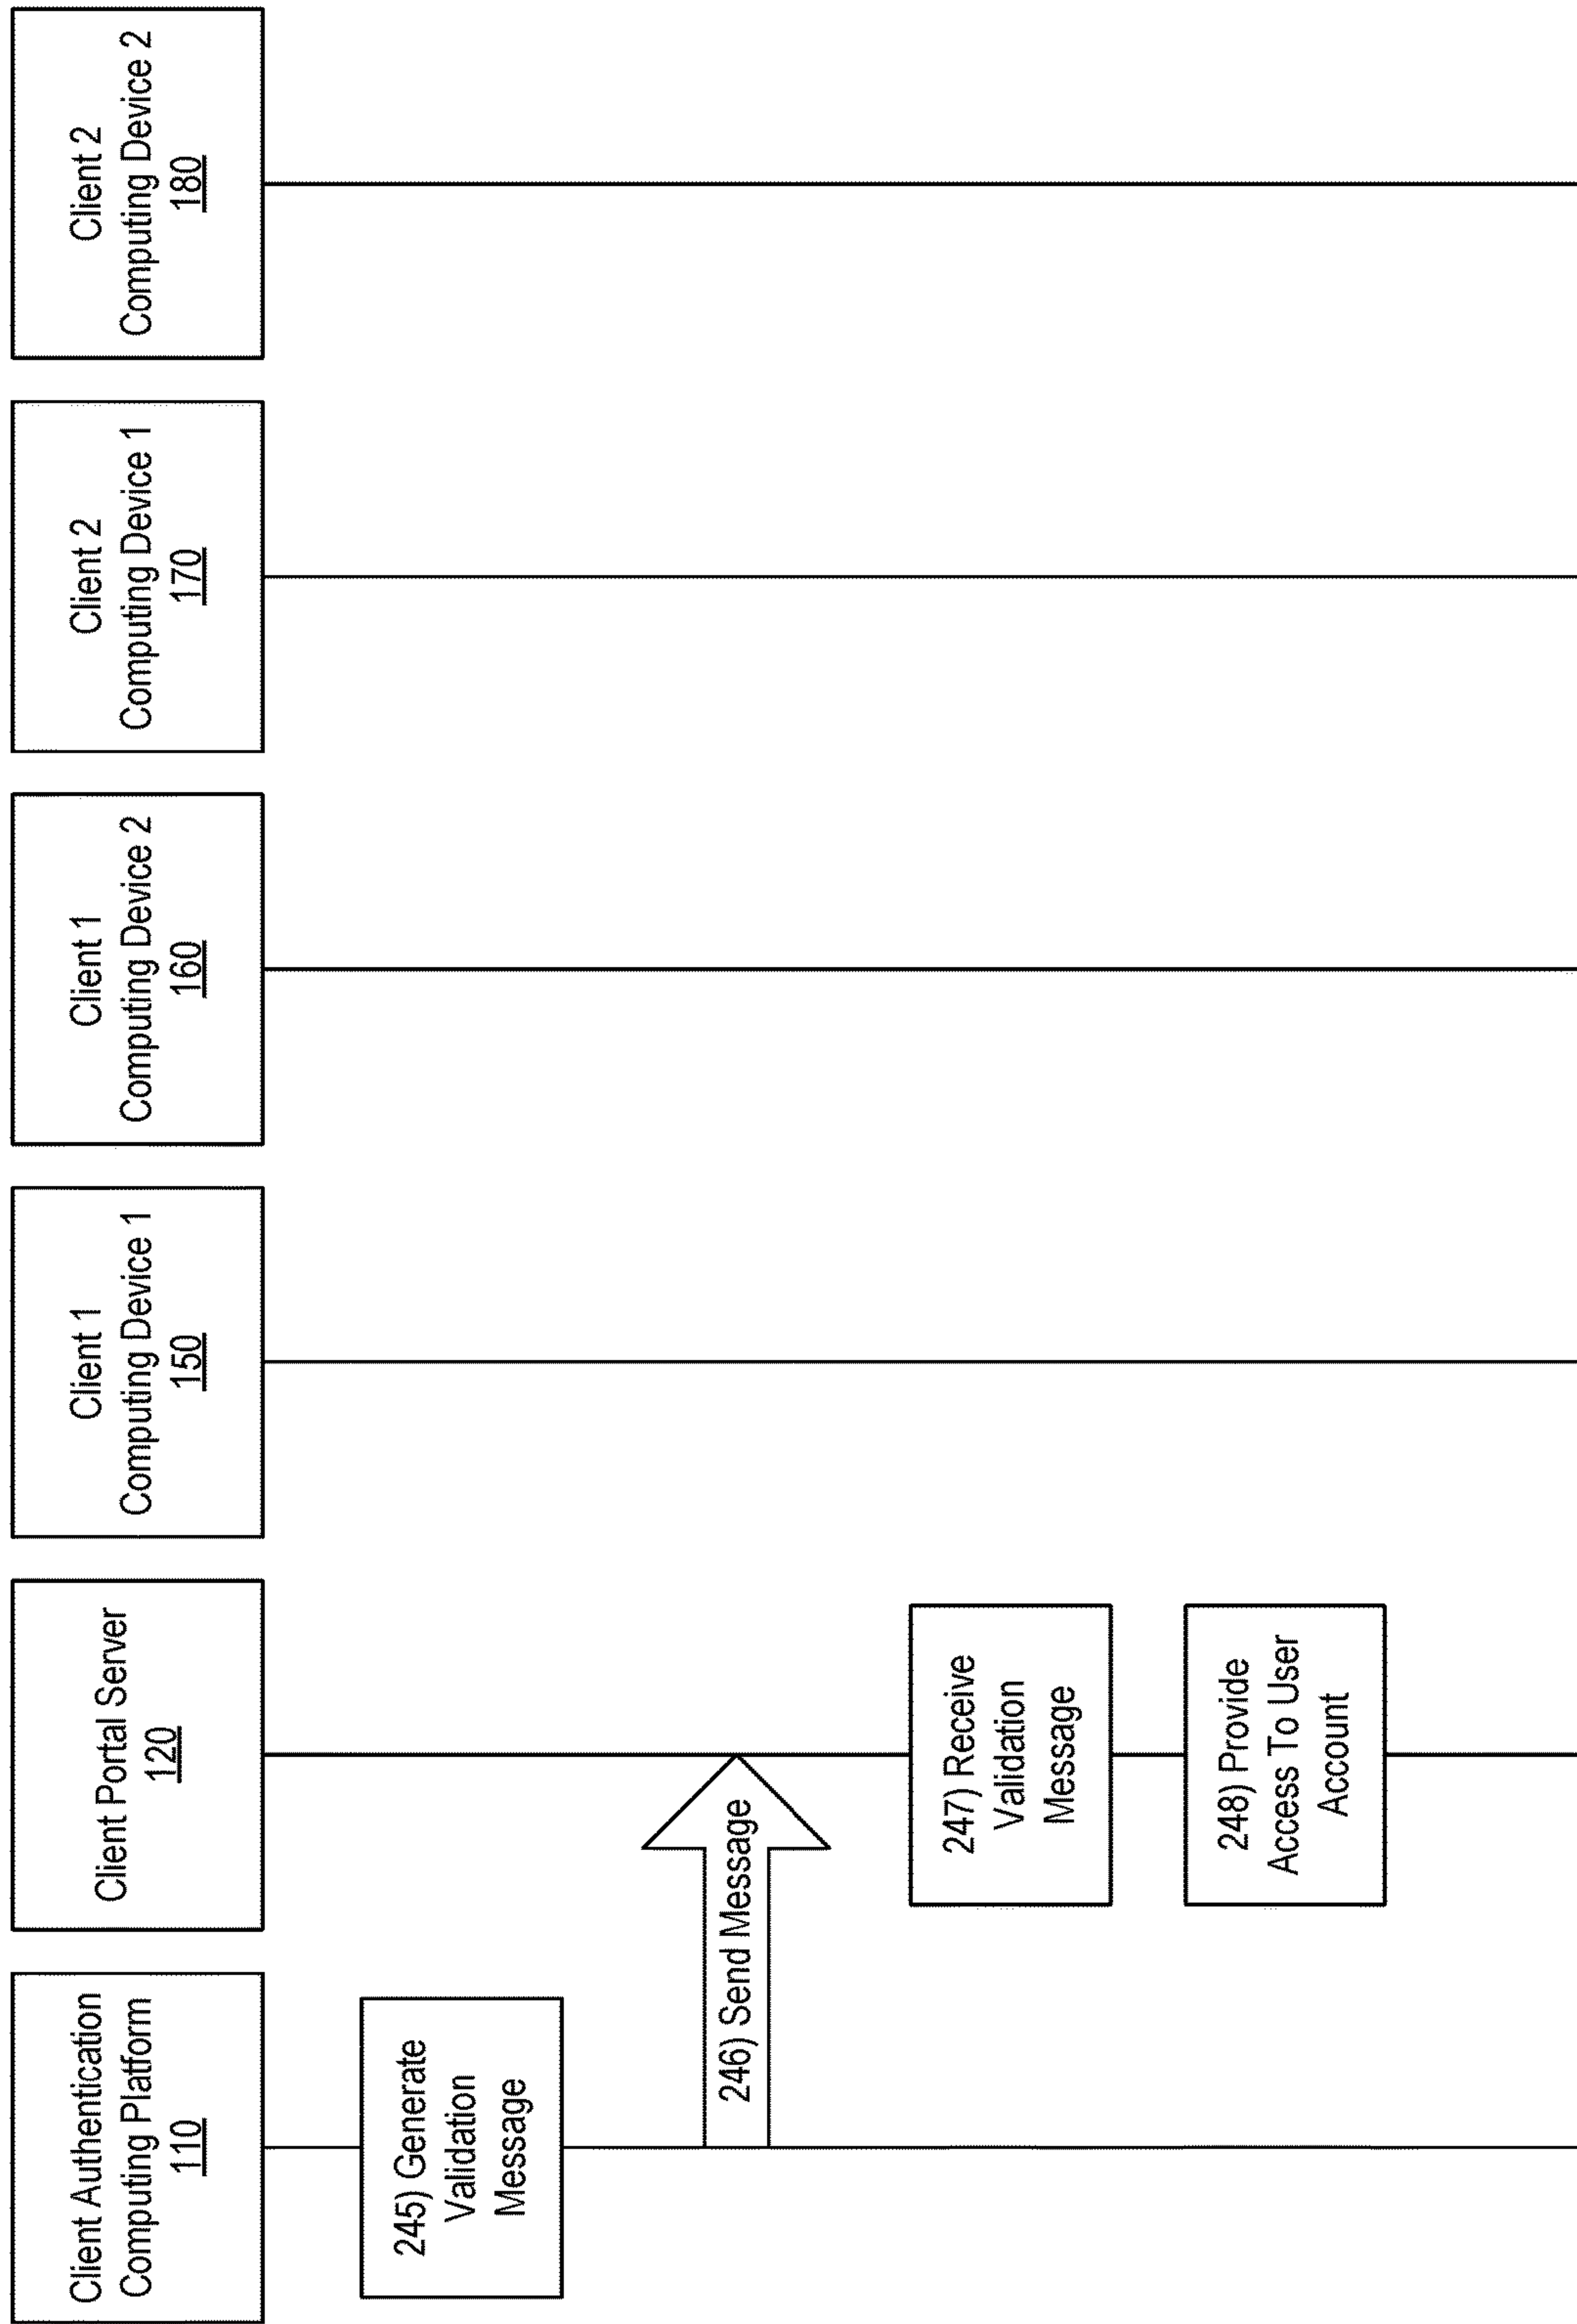 Client Authentication
Computing Platform
110
Client Portal Server
120
Client 1
Computing Device 1
150
Client 1
Computing Device 2
160
Client 2
Computing Device 1
170
Client 2
Computing Device 2
180
245) Generate
Validation
Message
246) Send Message
247) Receive
Validation
Message
248) Provide
Access To User
Account